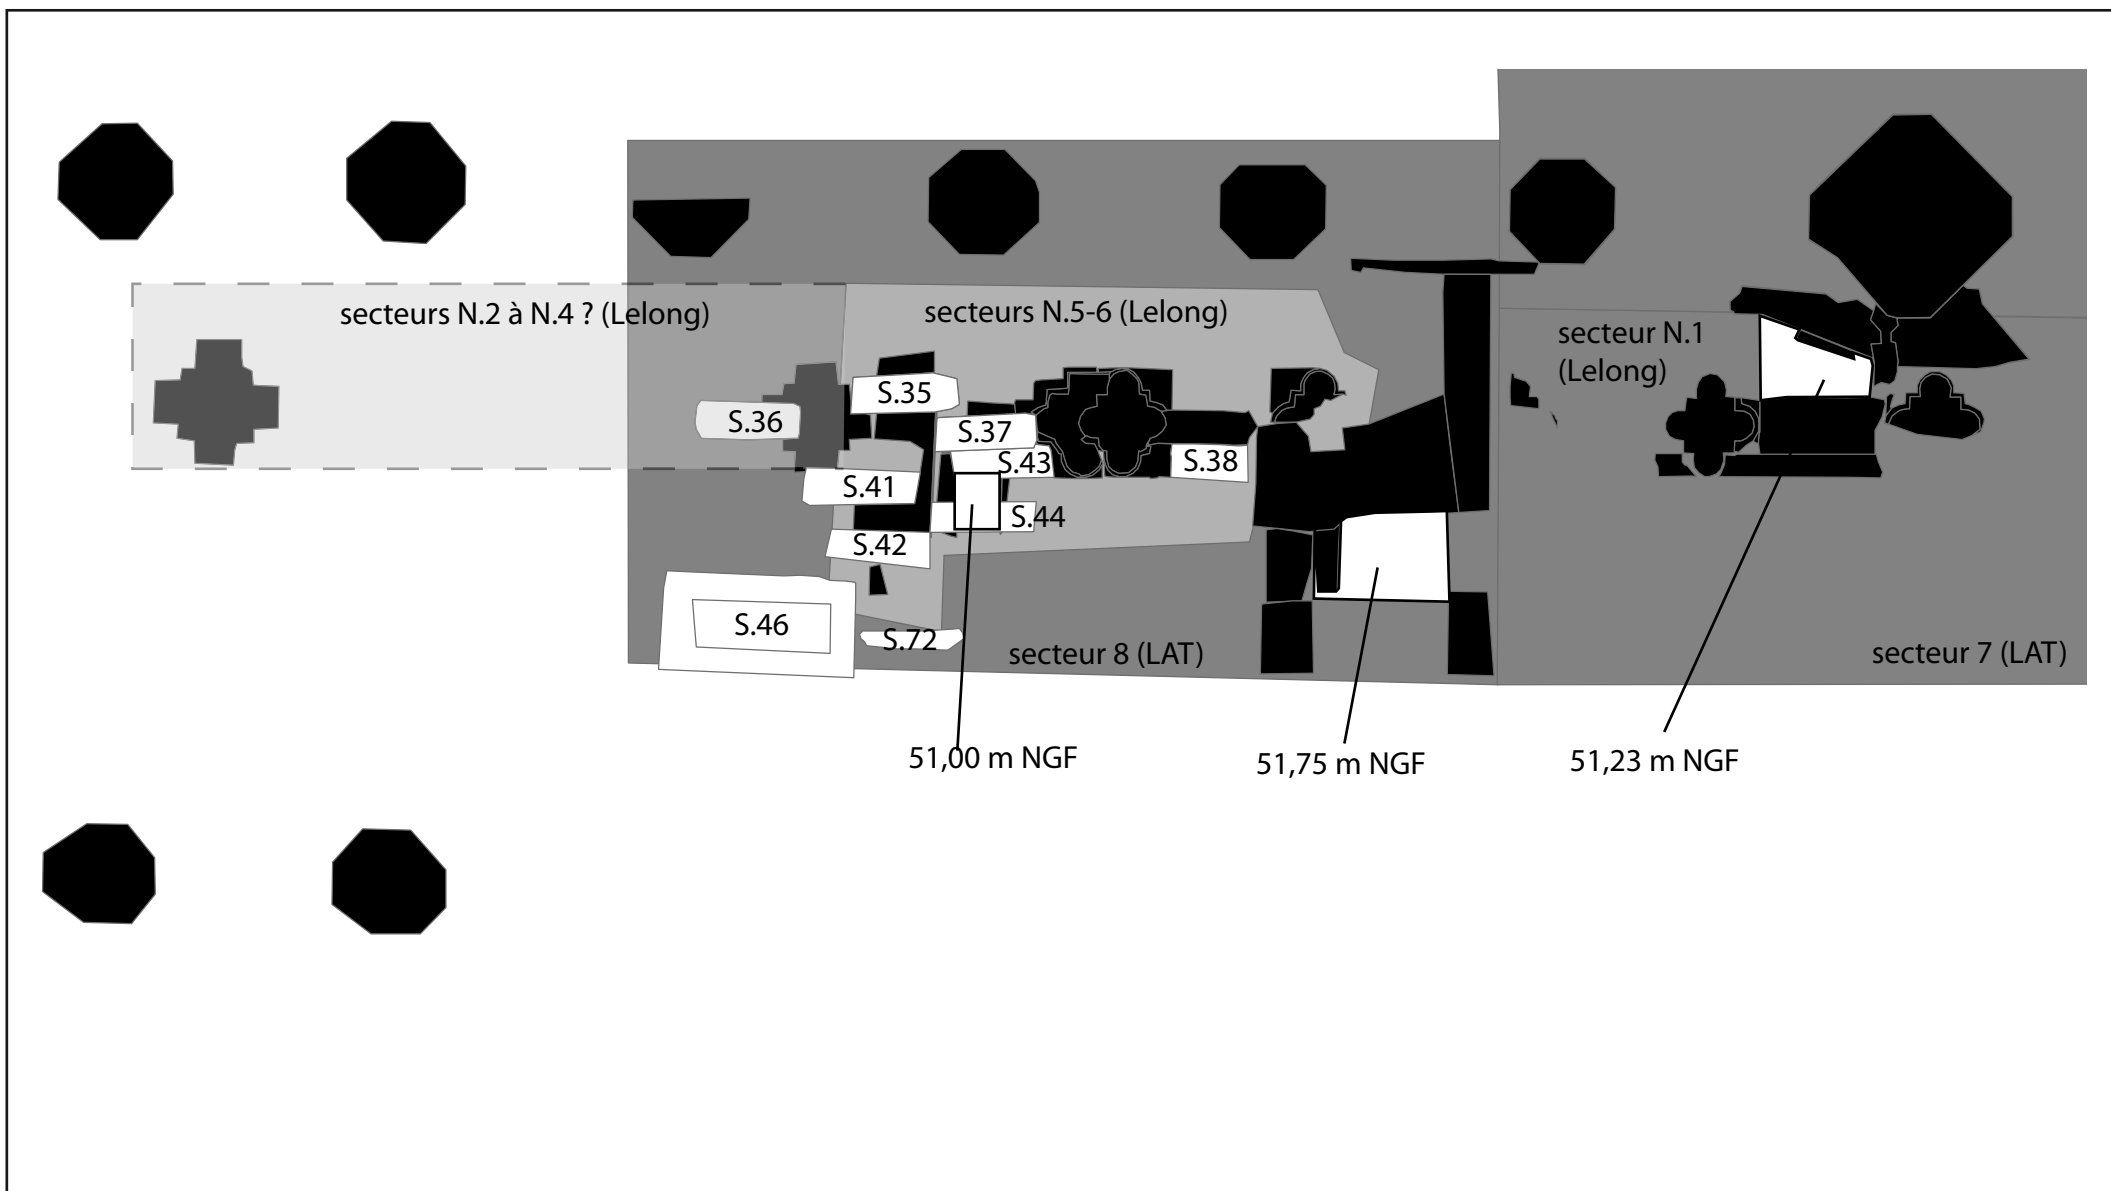 secteurs N.2 à N.4 ? (Lelong)
secteurs N.5-6 (Lelong)
secteur N.1
(Lelong)
S.35
S.36
S.37
S.43
S.38
S.41
S.44
S.42
S.46
S.72
secteur 8 (LAT)
secteur 7 (LAT)
51,00 m NGF
51,75 m NGF
51,23 m NGF